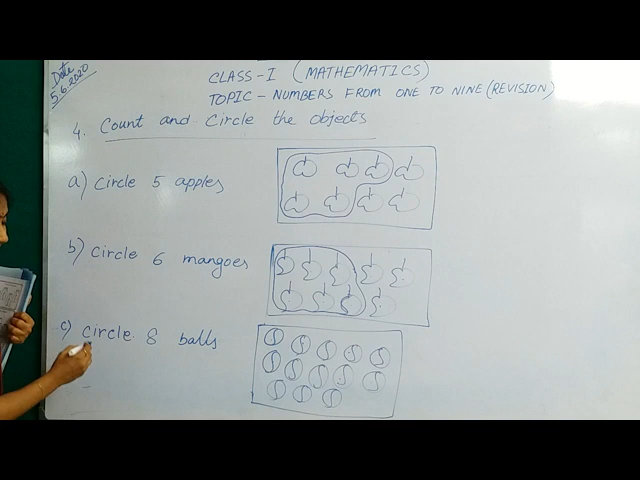 Date
5.6.2020
CLASS-I (MATHEMATICS)
TOPIC - NUMBERS FROM ONE TO NINE (REVISION)
4. Count and Circle the objects
a) Circle 5 apples
b) Circle 6 mangoes
c) Circle 8 balls